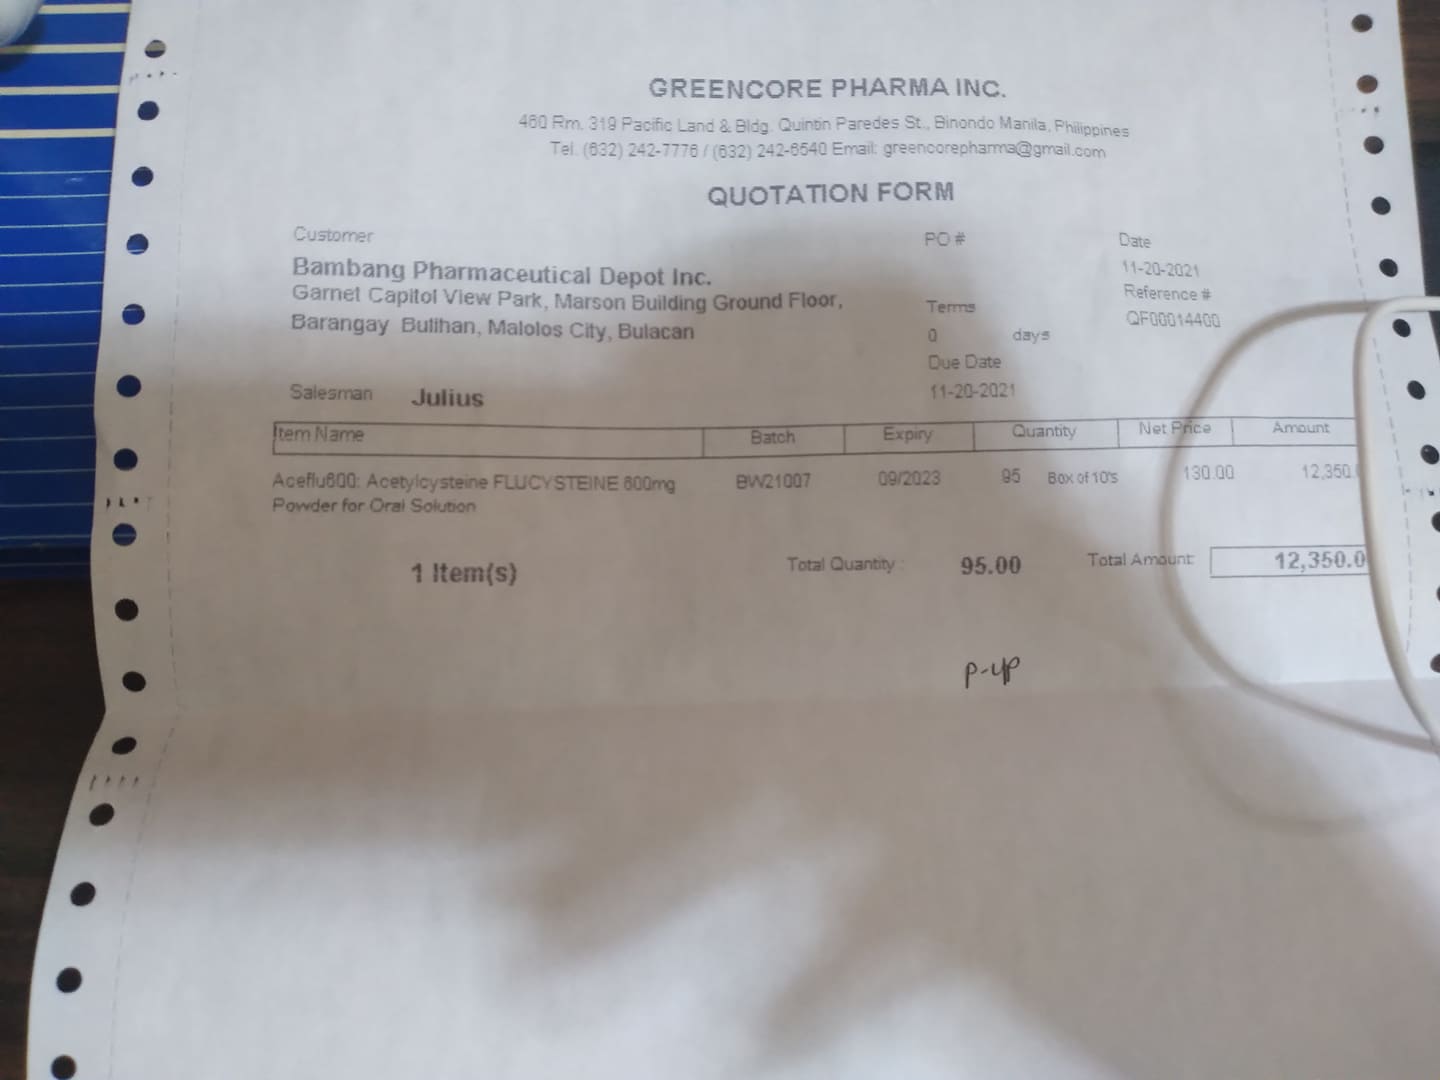 GREENCORE PHARMA INC.
460 Rm. 319 Pacific Land & Bldg. Quintin Paredes St., Binondo Manila, Philippines
Tel. (632) 242-7776 / (632) 242-6540 Email: greencorepharma@gmail.com
QUOTATION FORM
Customer PO # Date
Bambang Pharmaceutical Depot Inc. 11-20-2021
Garnet Capitol View Park, Marson Building Ground Floor, Terms Reference #
Barangay Bulihan, Malolos City, Bulacan 0 days QF00014400
Due Date
Salesman Julius 11-20-2021
Item Name Batch Expiry Quantity Net Price Amount
Aceflu600: Acetylcysteine FLUCYSTEINE 600mg BW21007 09/2023 95 Box of 10's 130.00 12,350.
Powder for Oral Solution
1 Item(s) Total Quantity : 95.00 Total Amount: 12,350.0
p-up